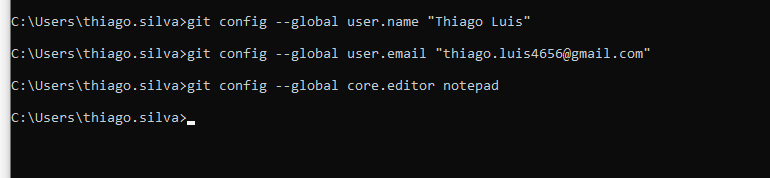 C:\Users\thiago.silva>git config --global user.name "Thiago Luis"
C:\Users\thiago.silva>git config --global user.email "thiago.luis4656@gmail.com"
C:\Users\thiago.silva>git config --global core.editor notepad
C:\Users\thiago.silva>